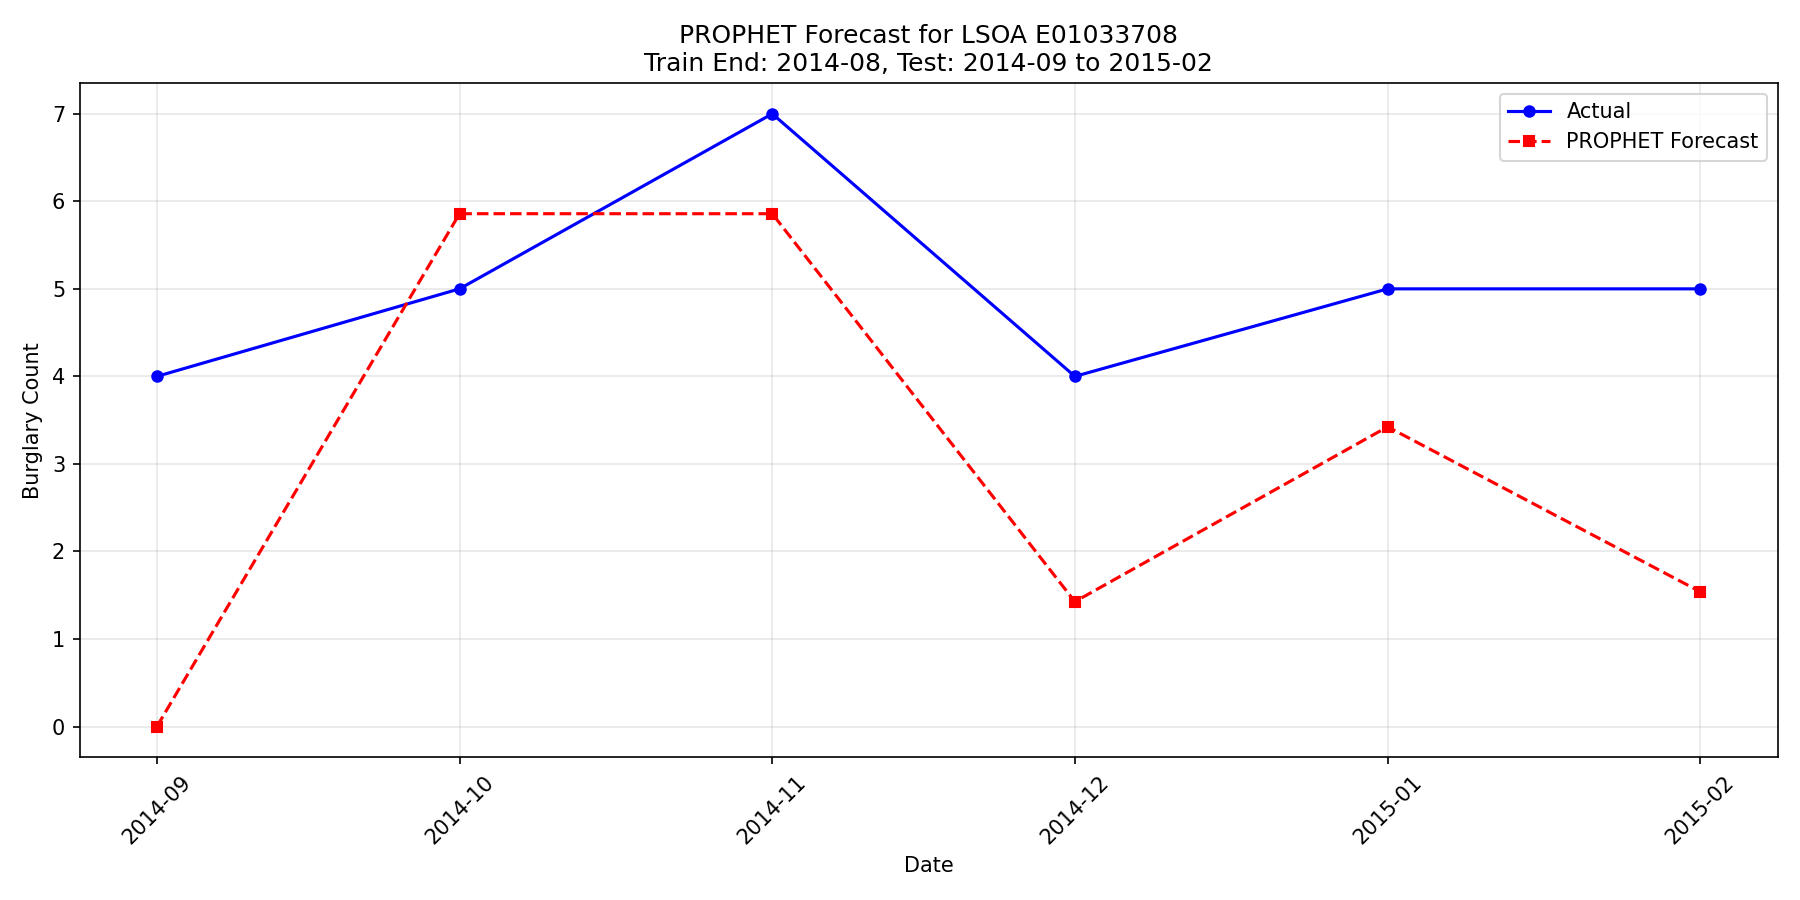 PROPHET Forecast for LSOA E01033708
Train End: 2014-08, Test: 2014-09 to 2015-02
Actual
PROPHET Forecast
Burglary Count
7
6
5
4
3
2
1
0
2014-09
2014-10
2014-11
2014-12
2015-01
2015-02
Date